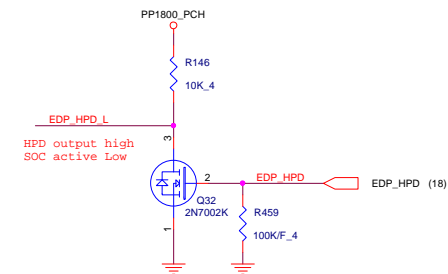 PP1800_PCH
R146
10K_4
EDP_HPD_L
HPD output high
SOC active Low
3
2
EDP_HPD
EDP_HPD (18)
Q32
2N7002K
R459
100K/F_4
1